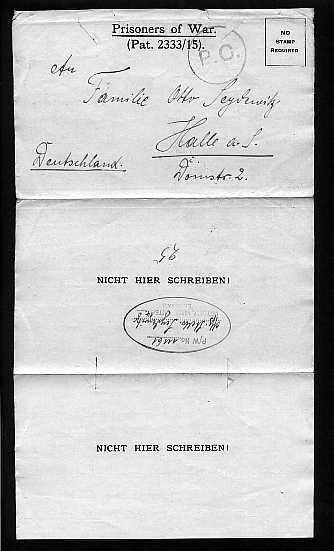 Prisoners of War.
(Pat. 2333/15).
NO
STAMP
REQUIRED
P.C.
An
Familie Otto Seydewitz
Halle a. S.
Deutschland.
Domstr. 2.
NICHT HIER SCHREIBEN!
P/W No.
NICHT HIER SCHREIBEN!